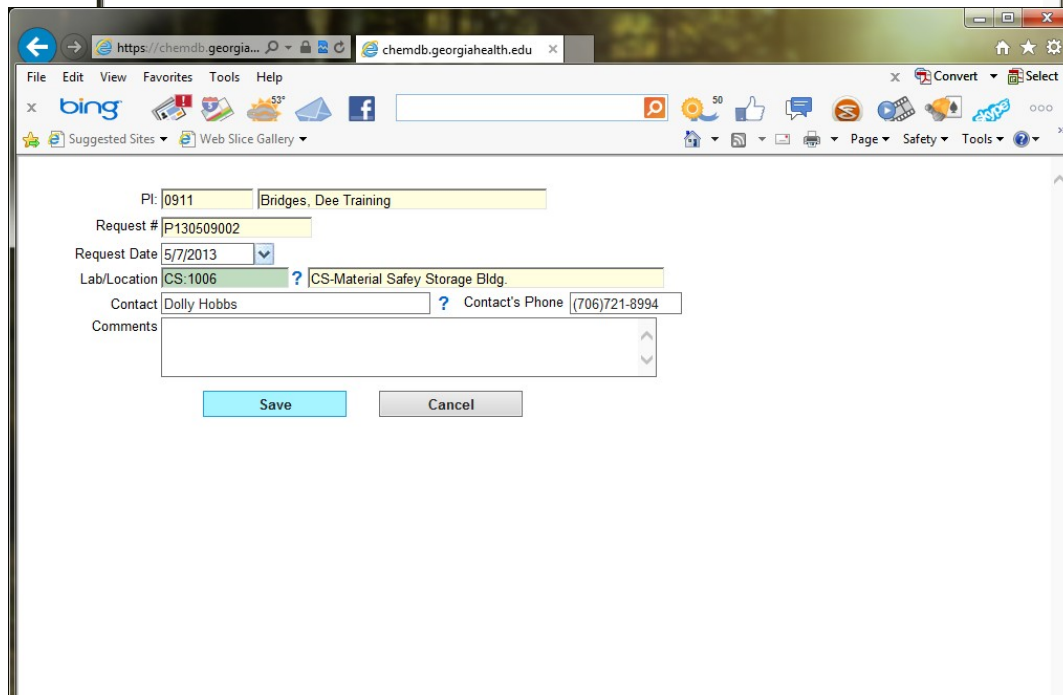 https://chemdb.georgia... chemdb.georgiahealth.edu
File Edit View Favorites Tools Help x Convert Select
x bing 53° 50
Suggested Sites Web Slice Gallery Page Safety Tools
PI: 0911 Bridges, Dee Training
Request # P130509002
Request Date 5/7/2013
Lab/Location CS:1006 ? CS-Material Safey Storage Bldg.
Contact Dolly Hobbs ? Contact's Phone (706)721-8994
Comments
Save Cancel